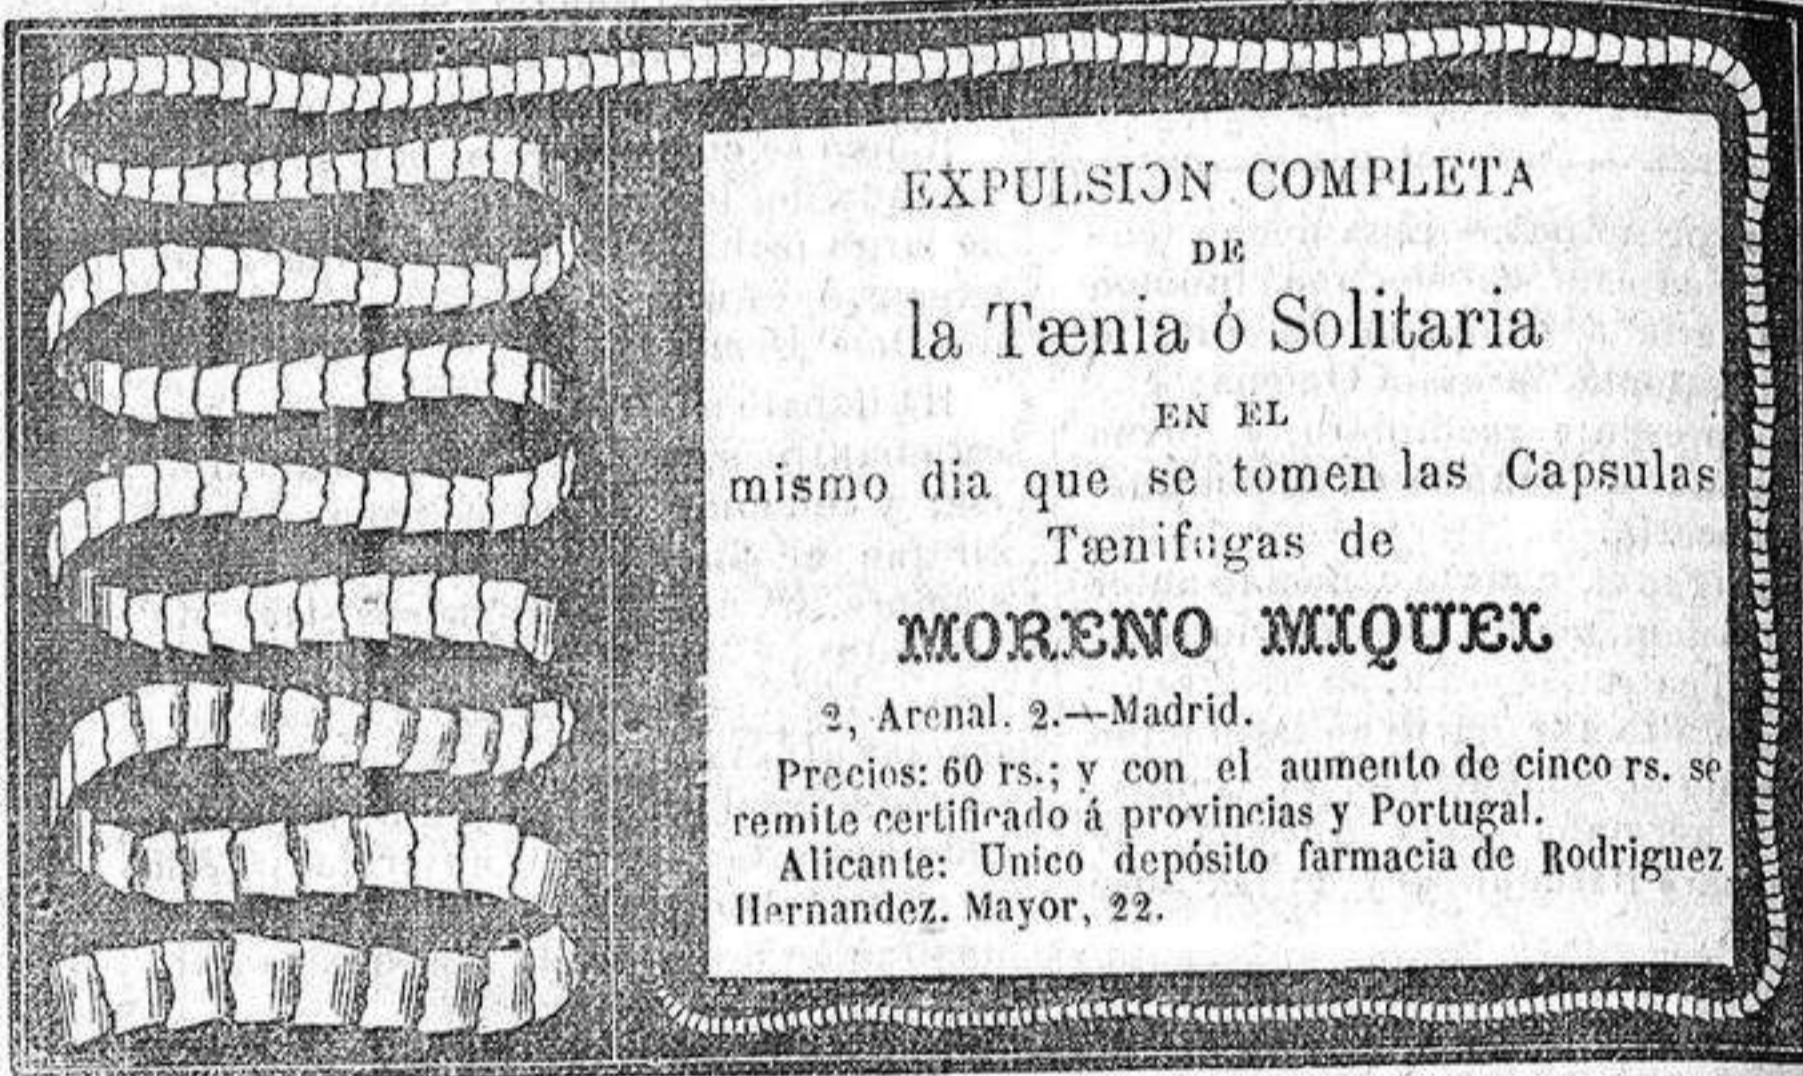 EXPULSION COMPLETA
DE
la Tænia ó Solitaria
EN EL
mismo dia que se tomen las Capsulas
Tænifugas de
MORENO MIQUEL
2, Arenal. 2.—Madrid.
Precios: 60 rs.; y con el aumento de cinco rs. se
remite certificado á provincias y Portugal.
Alicante: Unico depósito farmacia de Rodriguez
Hernandez. Mayor, 22.